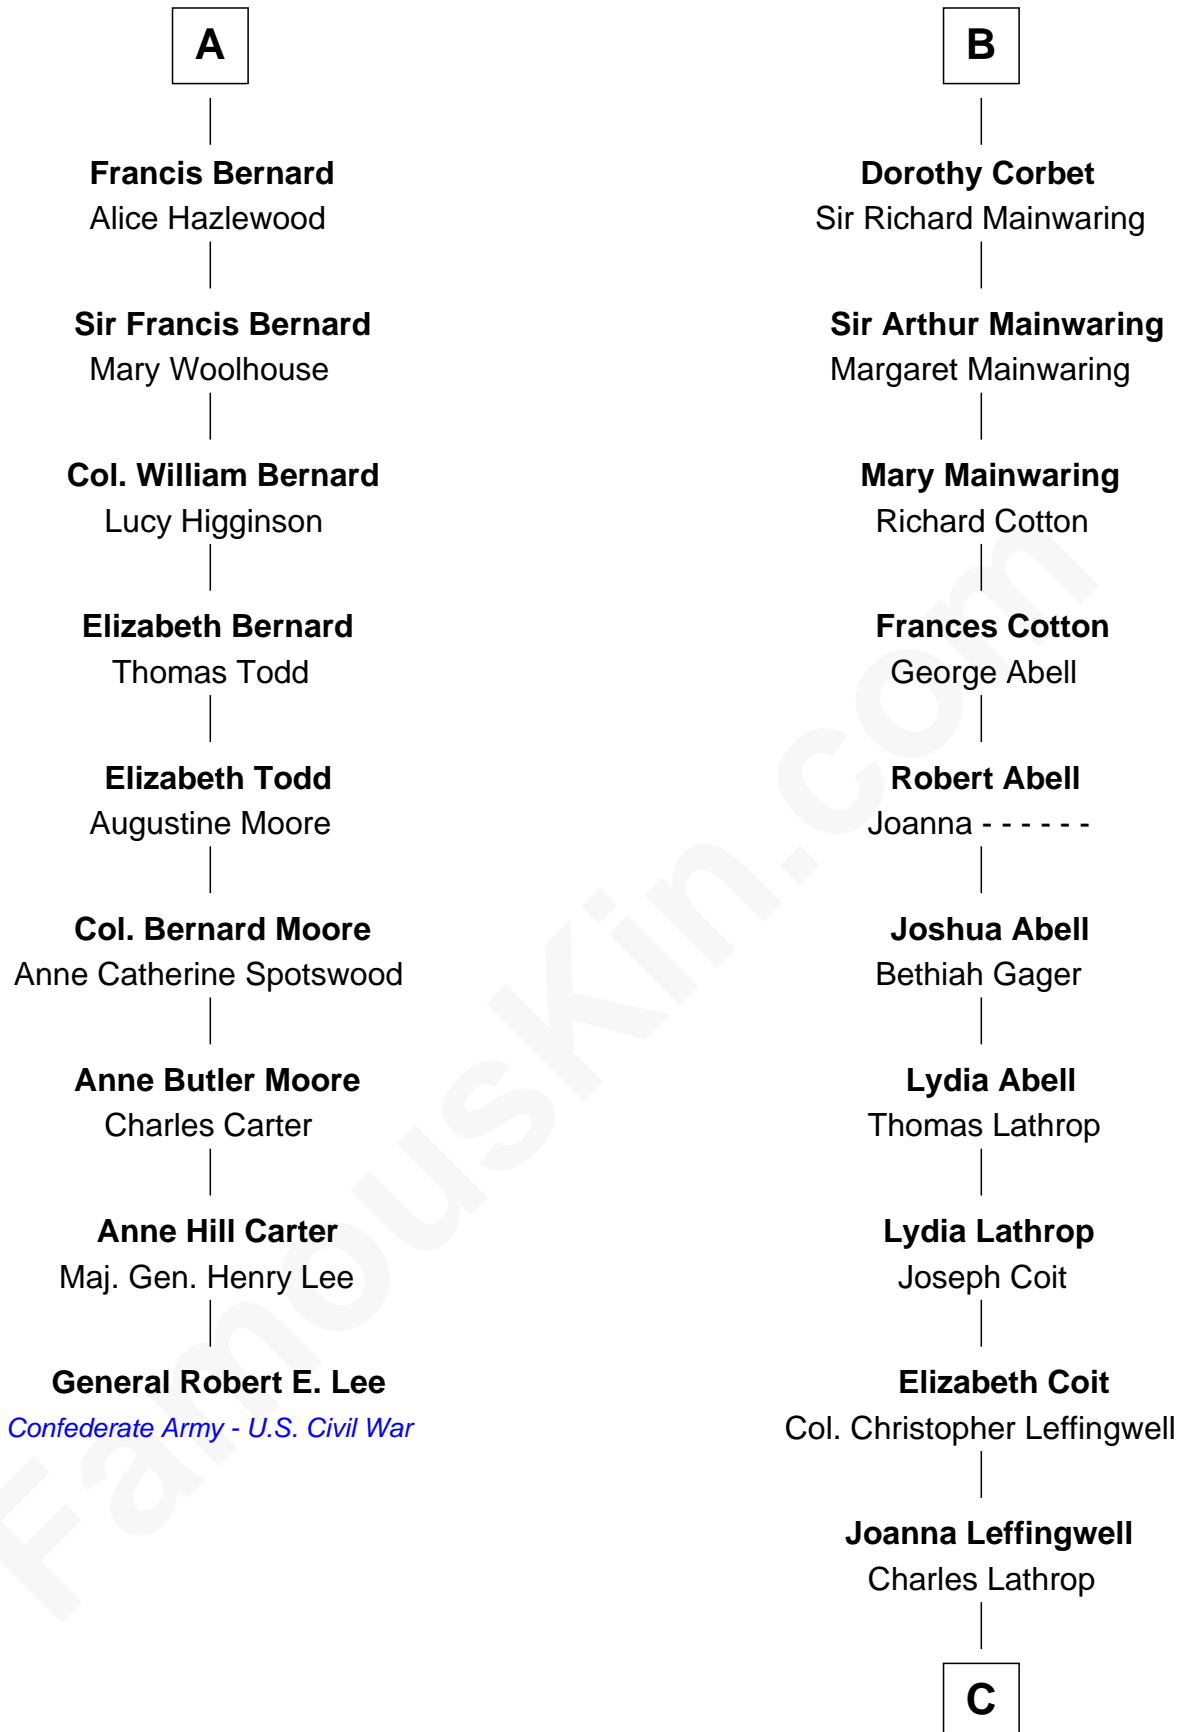 A
Francis Bernard
Alice Hazlewood
Sir Francis Bernard
Mary Woolhouse
Col. William Bernard
Lucy Higginson
Elizabeth Bernard
Thomas Todd
Elizabeth Todd
Augustine Moore
Col. Bernard Moore
Anne Catherine Spotswood
Anne Butler Moore
Charles Carter
Anne Hill Carter
Maj. Gen. Henry Lee
General Robert E. Lee
Confederate Army - U.S. Civil War
B
Dorothy Corbet
Sir Richard Mainwaring
Sir Arthur Mainwaring
Margaret Mainwaring
Mary Mainwaring
Richard Cotton
Frances Cotton
George Abell
Robert Abell
Joanna - - - - - -
Joshua Abell
Bethiah Gager
Lydia Abell
Thomas Lathrop
Lydia Lathrop
Joseph Coit
Elizabeth Coit
Col. Christopher Leffingwell
Joanna Leffingwell
Charles Lathrop
C
FamousKin.com